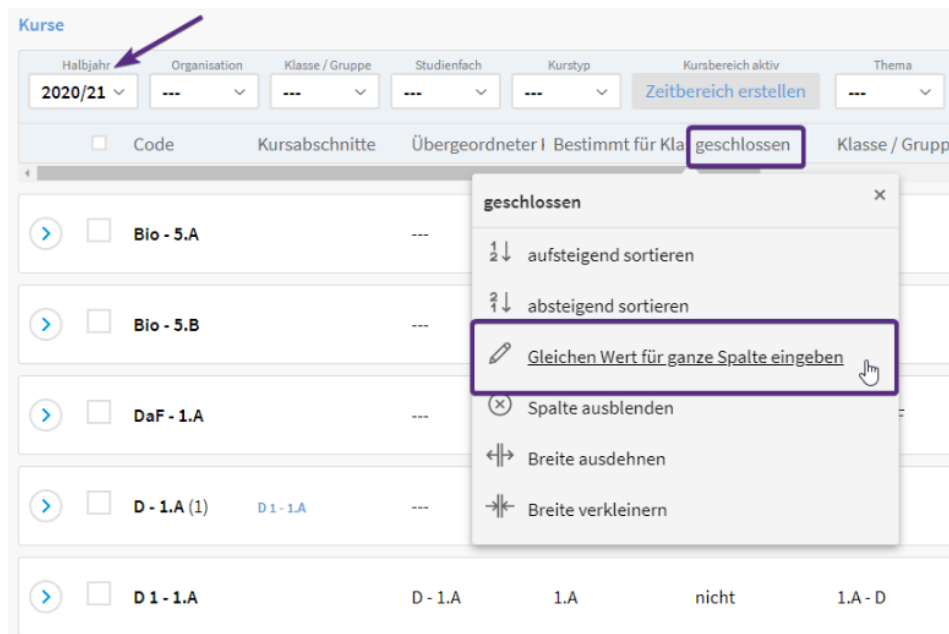 Kurse
Halbjahr Organisation Klasse / Gruppe Studienfach Kurstyp Kursbereich aktiv Thema
2020/21 --- --- --- --- Zeitbereich erstellen ---
Code Kursabschnitte Übergeordneter Bestimmt für Kla geschlossen Klasse / Grupp
geschlossen
Bio - 5.A ---
aufsteigend sortieren
absteigend sortieren
Bio - 5.B ---
Gleichen Wert für ganze Spalte eingeben
DaF - 1.A --- Spalte ausblenden
Breite ausdehnen
D - 1.A (1) D 1 - 1.A --- Breite verkleinern
D 1 - 1.A D - 1.A 1.A nicht 1.A - D